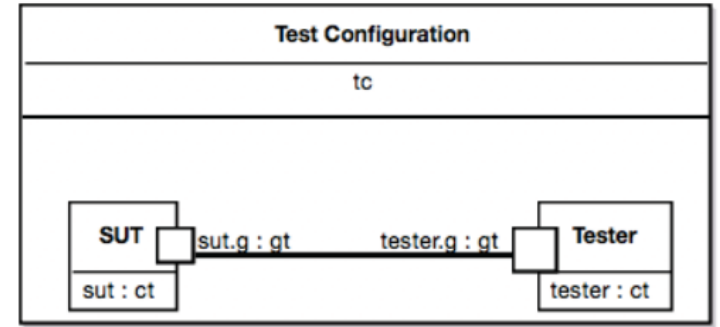 Test Configuration
tc
SUT
sut.g : gt
tester.g : gt
Tester
sut : ct
tester : ct